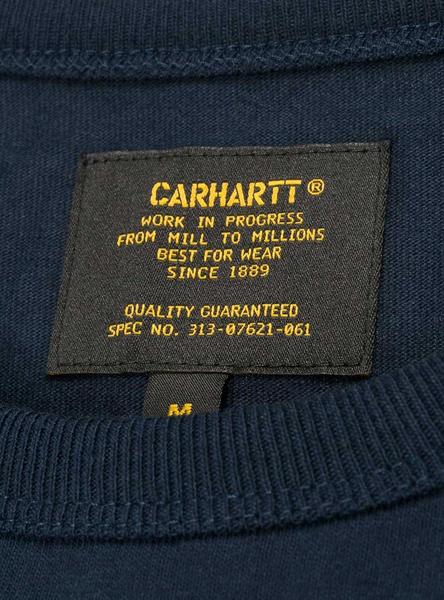 CARHARTT®
WORK IN PROGRESS
FROM MILL TO MILLIONS
BEST FOR WEAR
SINCE 1889
QUALITY GUARANTEED
SPEC NO. 313-07621-061
M